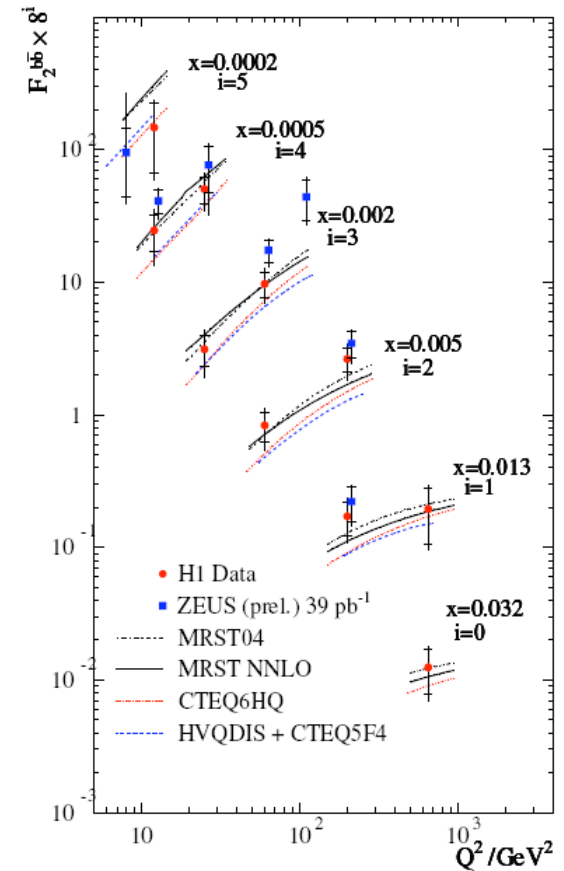 F₂ᵇᵇ̅ × 8ⁱ
x=0.0002
i=5
x=0.0005
i=4
x=0.002
i=3
x=0.005
i=2
x=0.013
i=1
x=0.032
i=0
10²
10
1
10⁻¹
10⁻²
10⁻³
H1 Data
ZEUS (prel.) 39 pb⁻¹
MRST04
MRST NNLO
CTEQ6HQ
HVQDIS + CTEQ5F4
10 10² 10³
Q² /GeV²